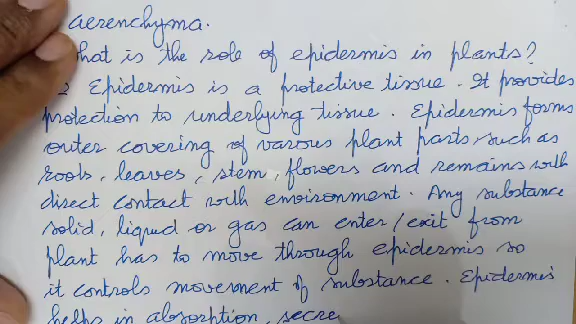 aerenchyma.
hat is the role of epidermis in plants?
Epidermis is a protective tissue. It provides
protection to underlying tissue. Epidermis forms
outer covering of various plant parts, such as
roots, leaves, stem, flowers and remains with
direct contact with environment. Any substance
solid, liquid or gas can enter/exit from
plant has to move through epidermis so
it controls movement of substance. Epidermis
helps in absorption, secre